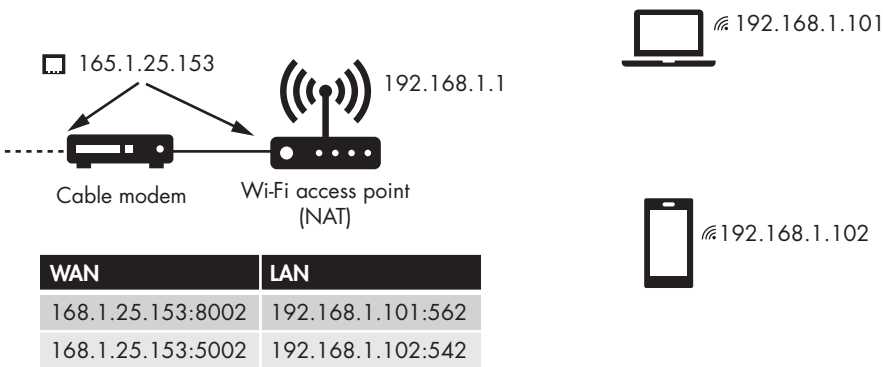 165.1.25.153
192.168.1.1
192.168.1.101
Cable modem
Wi-Fi access point
(NAT)
192.168.1.102
WAN LAN
168.1.25.153:8002 192.168.1.101:562
168.1.25.153:5002 192.168.1.102:542